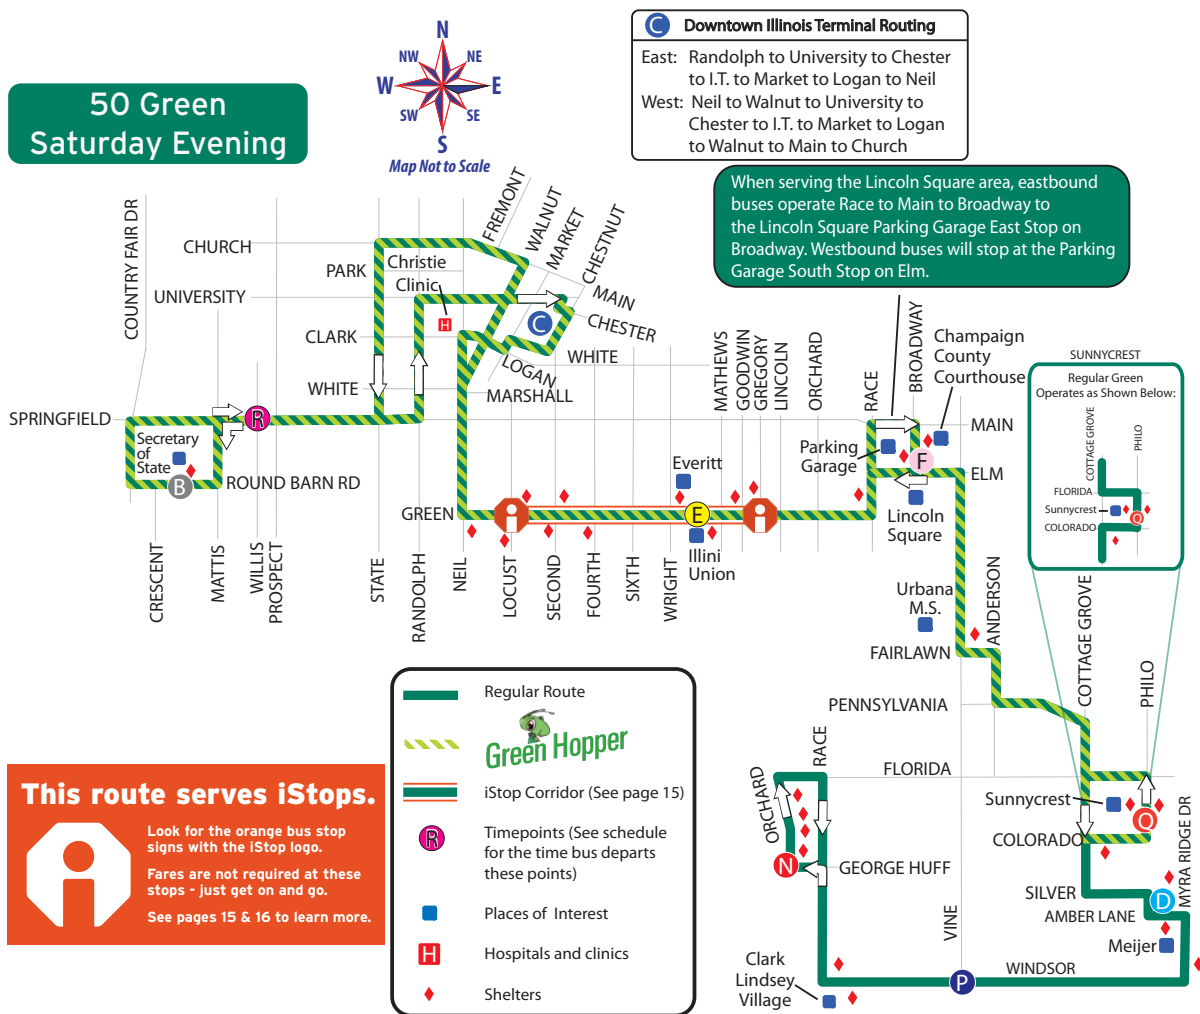 50 Green
Saturday Evening
N
NW
NE
W
E
SW
SE
S
Map Not to Scale
C Downtown Illinois Terminal Routing
East: Randolph to University to Chester
to I.T. to Market to Logan to Neil
West: Neil to Walnut to University to
Chester to I.T. to Market to Logan
to Walnut to Main to Church
When serving the Lincoln Square area, eastbound
buses operate Race to Main to Broadway to
the Lincoln Square Parking Garage East Stop on
Broadway. Westbound buses will stop at the Parking
Garage South Stop on Elm.
COUNTRY FAIR DR
CHURCH
UNIVERSITY
PARK
CLARK
WHITE
Christie
Clinic
H
FREMONT
WALNUT
MARKET
CHESTNUT
MAIN
CHESTER
C
WHITE
LOGAN
MARSHALL
SPRINGFIELD
Secretary
of
State
B
R
ROUND BARN RD
CRESCENT
MATTIS
WILLIS
PROSPECT
STATE
RANDOLPH
NEIL
LOCUST
SECOND
FOURTH
SIXTH
WRIGHT
GREEN
Everitt
E
Illini
Union
MATHEWS
GOODWIN
GREGORY
LINCOLN
ORCHARD
RACE
BROADWAY
Champaign
County
Courthouse
MAIN
Parking
Garage
F
ELM
Lincoln
Square
SUNNYCREST
Regular Green
Operates as Shown Below:
COTTAGE GROVE
PHILO
FLORIDA
Sunnycrest
Q
COLORADO
Urbana
M.S.
ANDERSON
FAIRLAWN
PENNSYLVANIA
COTTAGE GROVE
PHILO
FLORIDA
Sunnycrest
Q
COLORADO
MYRA RIDGE DR
SILVER
D
AMBER LANE
Meijer
WINDSOR
VINE
P
RACE
ORCHARD
N
GEORGE HUFF
Clark
Lindsey
Village
Regular Route
Green Hopper
iStop Corridor (See page 15)
R
Timepoints (See schedule
for the time bus departs
these points)
Places of Interest
H
Hospitals and clinics
Shelters
This route serves iStops.
Look for the orange bus stop
signs with the iStop logo.
Fares are not required at these
stops - just get on and go.
See pages 15 & 16 to learn more.